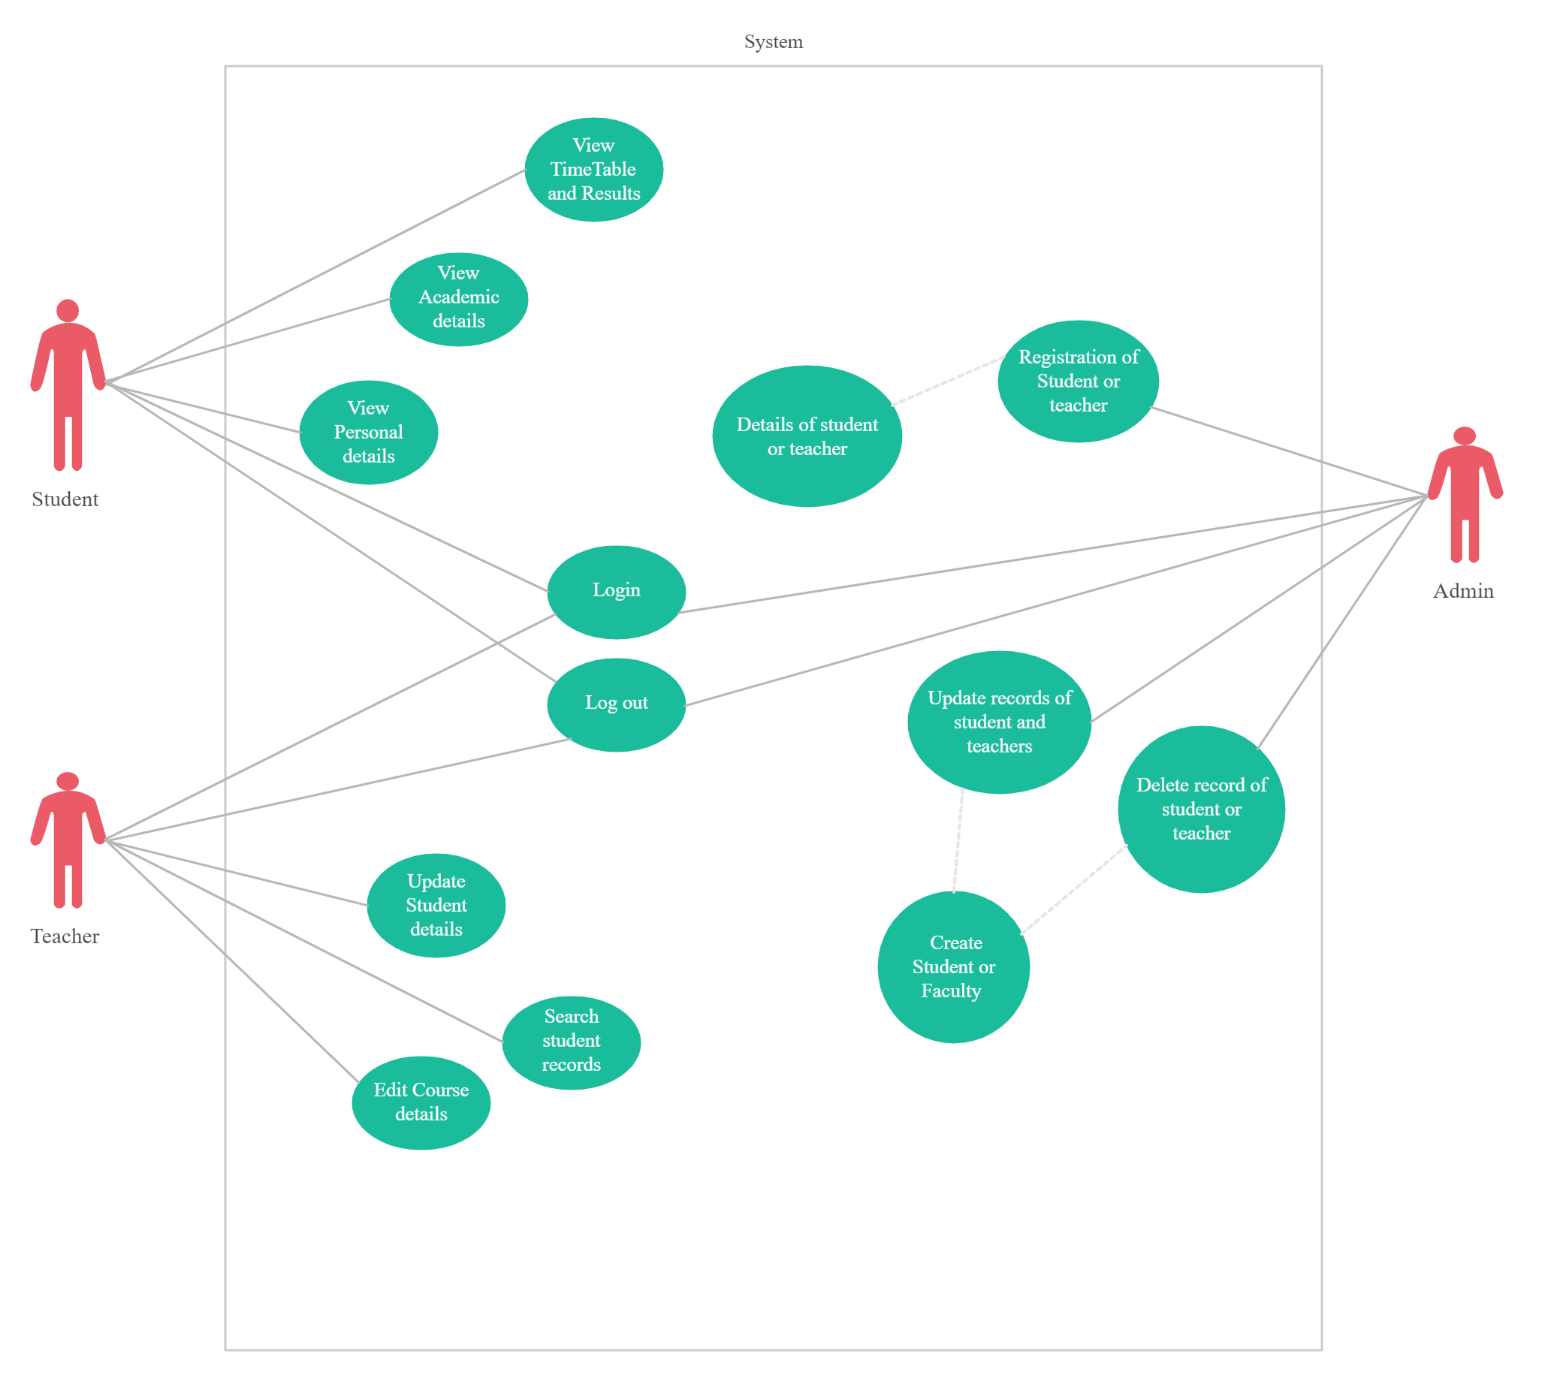 System
View
TimeTable
and Results
View
Academic
details
View
Personal
details
Student
Registration of
Student or
teacher
Details of student
or teacher
Admin
Login
Log out
Update records of
student and
teachers
Delete record of
student or
teacher
Teacher
Update
Student
details
Create
Student or
Faculty
Search
student
records
Edit Course
details